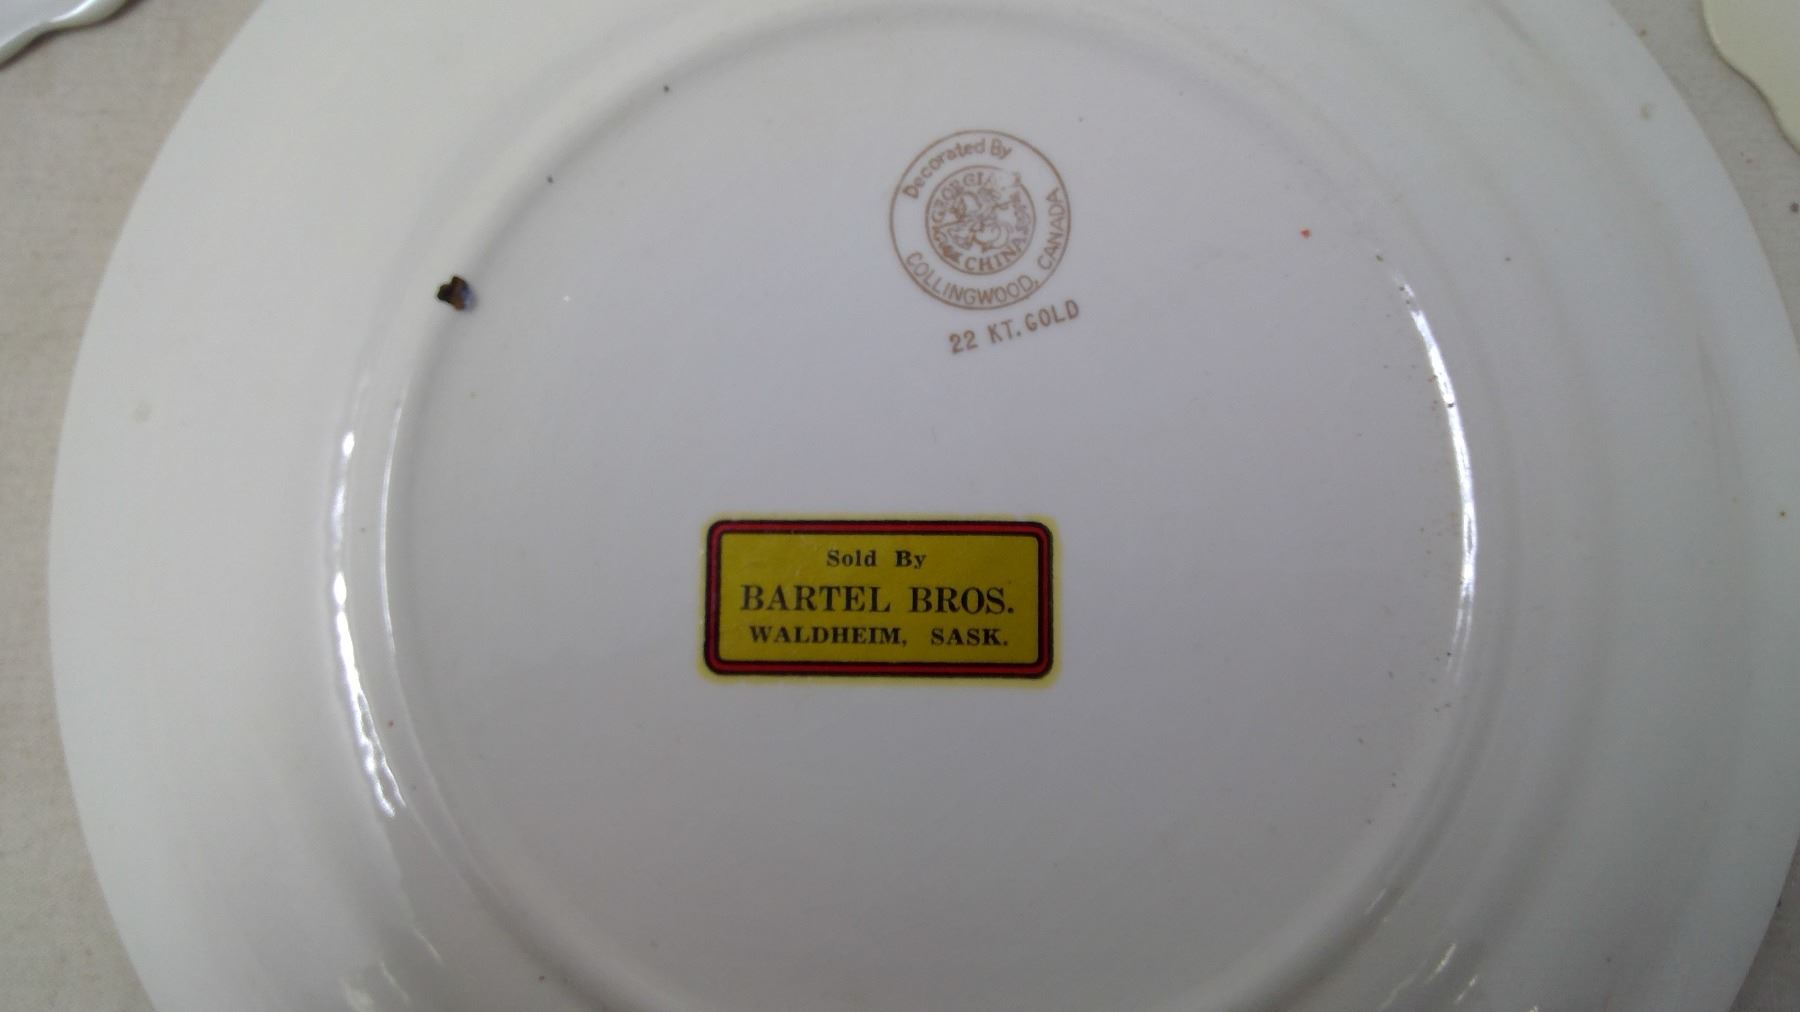 Decorated By
GEORGIAN
CHINA
COLLINGWOOD, CANADA
22 KT. GOLD
Sold By
BARTEL BROS.
WALDHEIM, SASK.